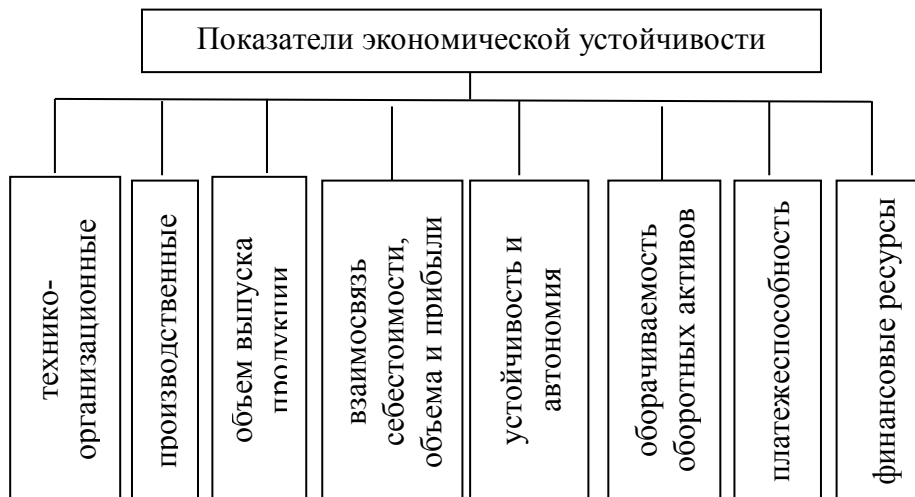 Показатели экономической устойчивости
технико-
организационные
производственные
объем выпуска
продукции
взаимосвязь
себестоимости,
объема и прибыли
устойчивость и
автономия
оборачиваемость
оборотных активов
платежеспособность
финансовые ресурсы